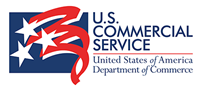 U.S.
COMMERCIAL
SERVICE
United States of America
Department of Commerce